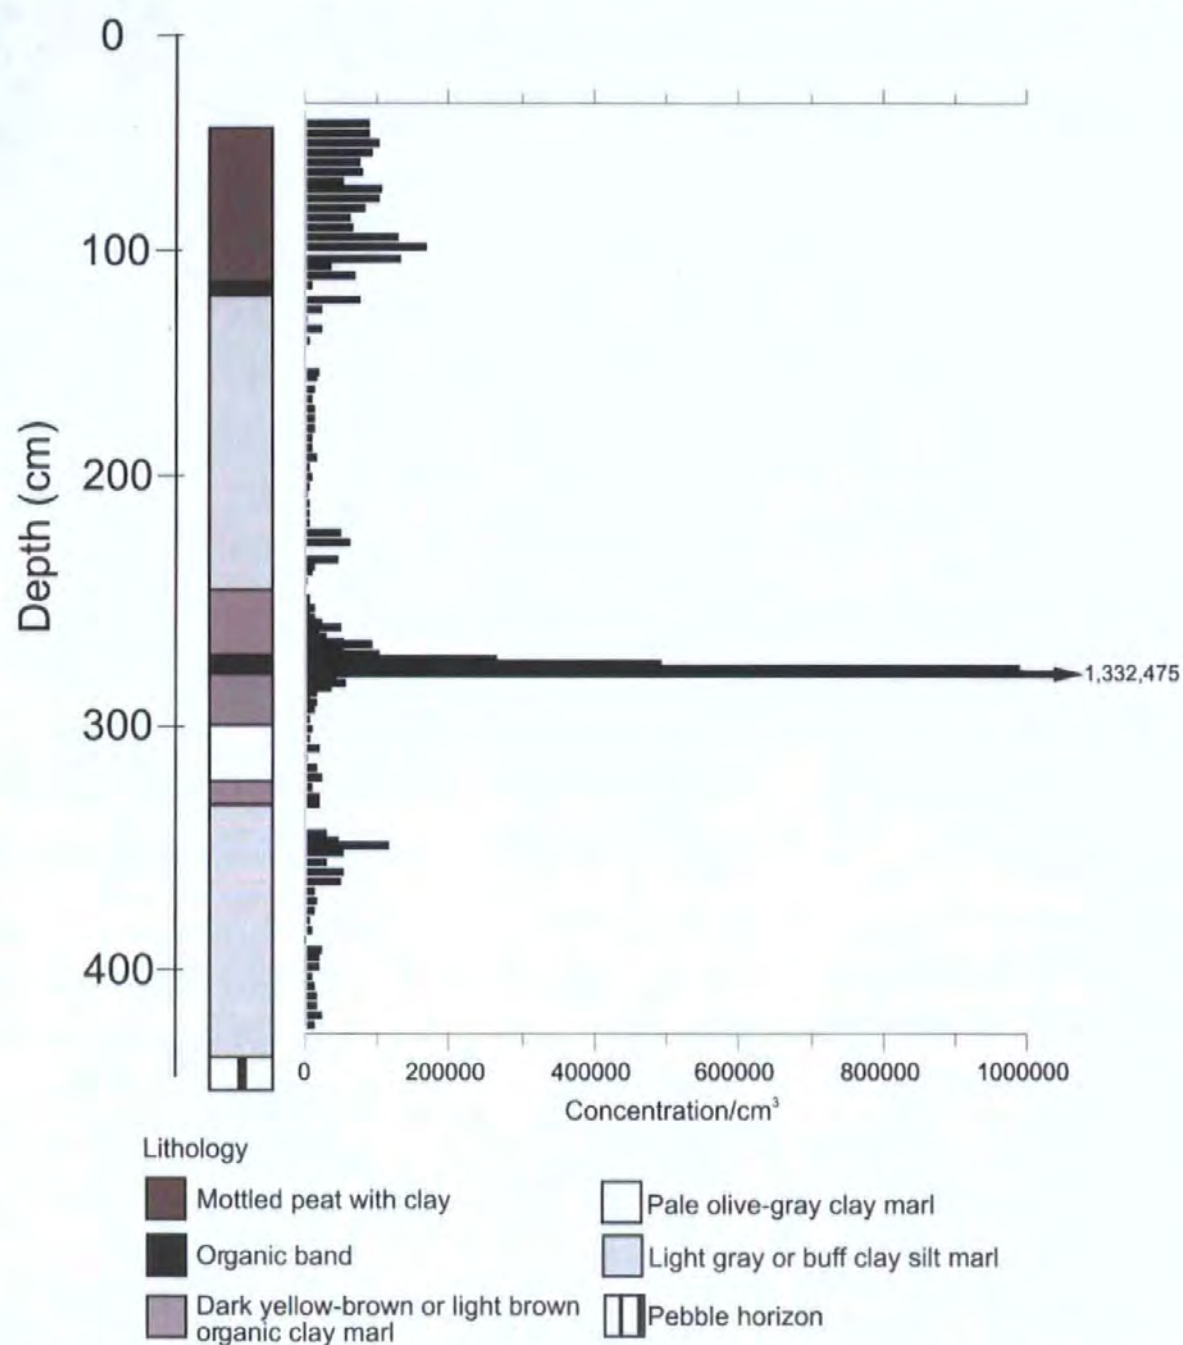 0
100
200
300
400
Depth (cm)
1,332,475
0 200000 400000 600000 800000 1000000
Concentration/cm³
Lithology
Mottled peat with clay
Organic band
Dark yellow-brown or light brown
organic clay marl
Pale olive-gray clay marl
Light gray or buff clay silt marl
Pebble horizon